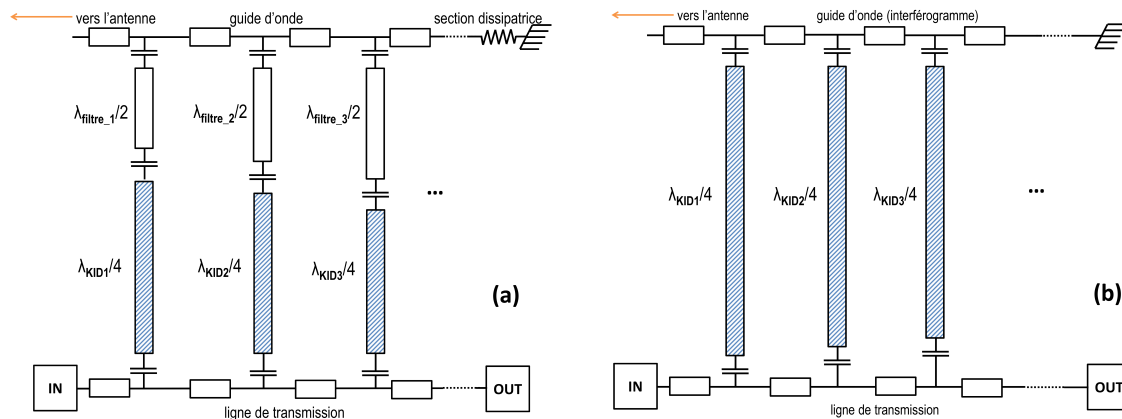 vers l'antenne guide d'onde section dissipatrice
λfiltre_1/2 λfiltre_2/2 λfiltre_3/2
...
λKID1/4 λKID2/4 λKID3/4
(a)
IN OUT
ligne de transmission
vers l'antenne guide d'onde (interférogramme)
λKID1/4 λKID2/4 λKID3/4 ...
(b)
IN OUT
ligne de transmission